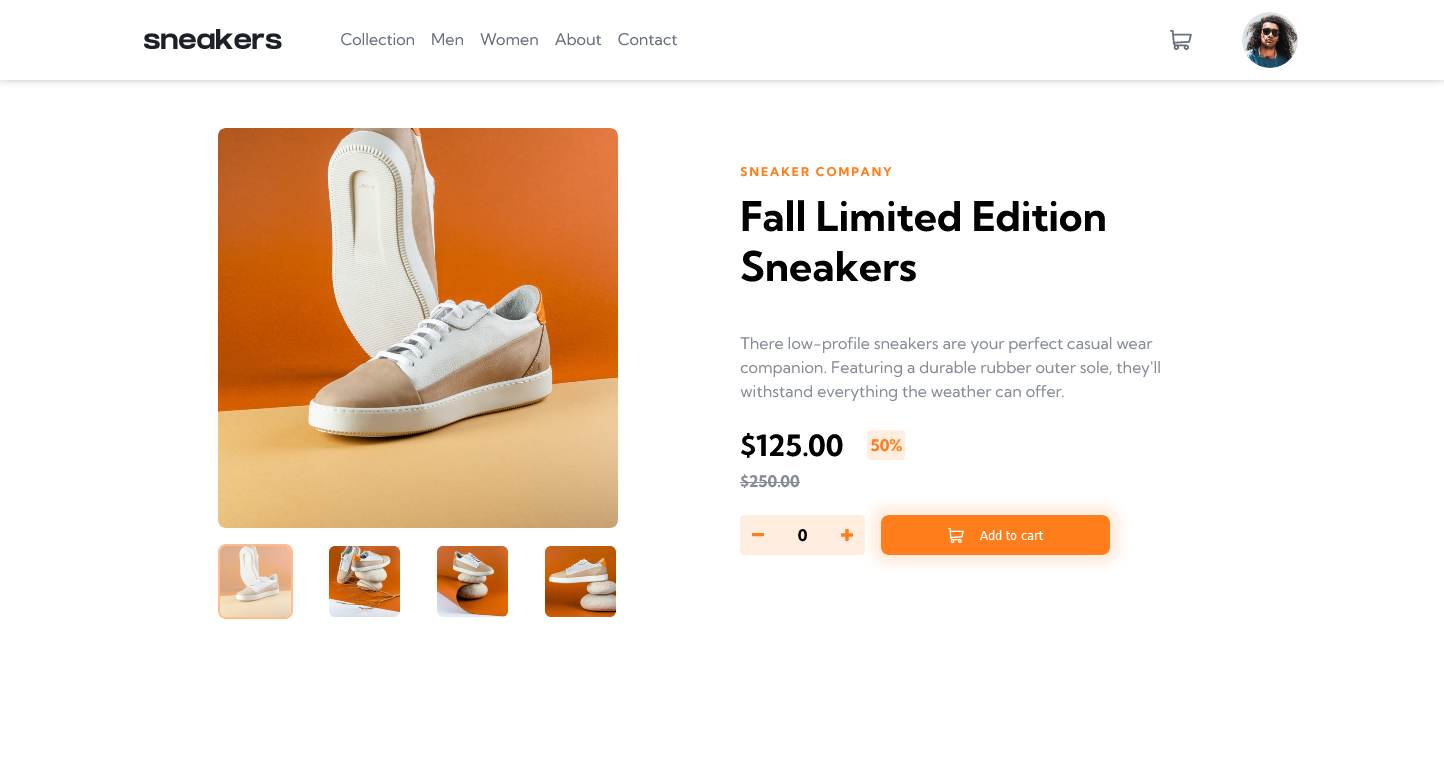 sneakers
Collection Men Women About Contact
SNEAKER COMPANY
Fall Limited Edition
Sneakers
There low-profile sneakers are your perfect casual wear
companion. Featuring a durable rubber outer sole, they'll
withstand everything the weather can offer.
$125.00 50%
$250.00
0 Add to cart